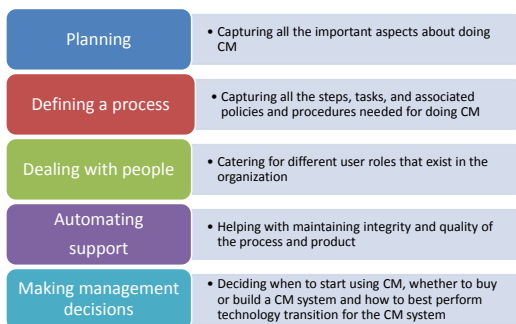 Planning
• Capturing all the important aspects about doing
CM
Defining a process
• Capturing all the steps, tasks, and associated
policies and procedures needed for doing CM
Dealing with people
• Catering for different user roles that exist in the
organization
Automating
support
• Helping with maintaining integrity and quality of
the process and product
Making management
decisions
• Deciding when to start using CM, whether to buy
or build a CM system and how to best perform
technology transition for the CM system